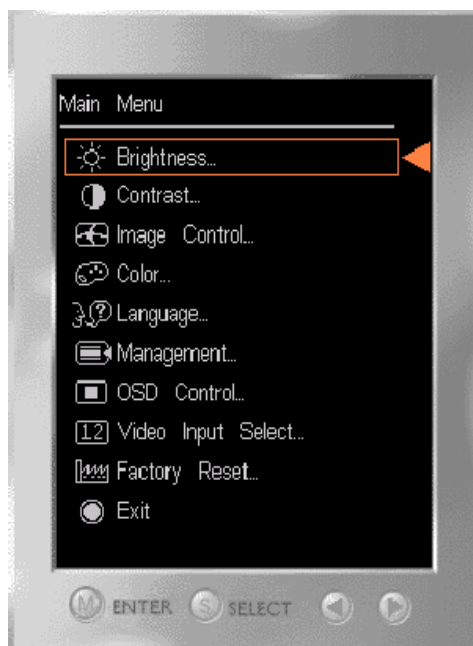 Main Menu
Brightness...
Contrast...
Image Control...
Color...
?
Language...
Management...
OSD Control...
12
Video Input Select...
Factory Reset...
Exit
M ENTER S SELECT